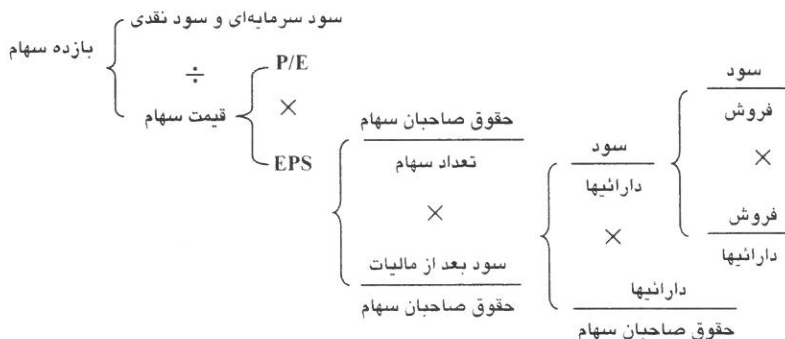 بازده سهام
سود سرمایه‌ای و سود نقدی
÷
قیمت سهام
P/E
×
EPS
حقوق صاحبان سهام
تعداد سهام
×
سود بعد از مالیات
حقوق صاحبان سهام
سود
دارائیها
×
دارائیها
حقوق صاحبان سهام
سود
فروش
×
فروش
دارائیها